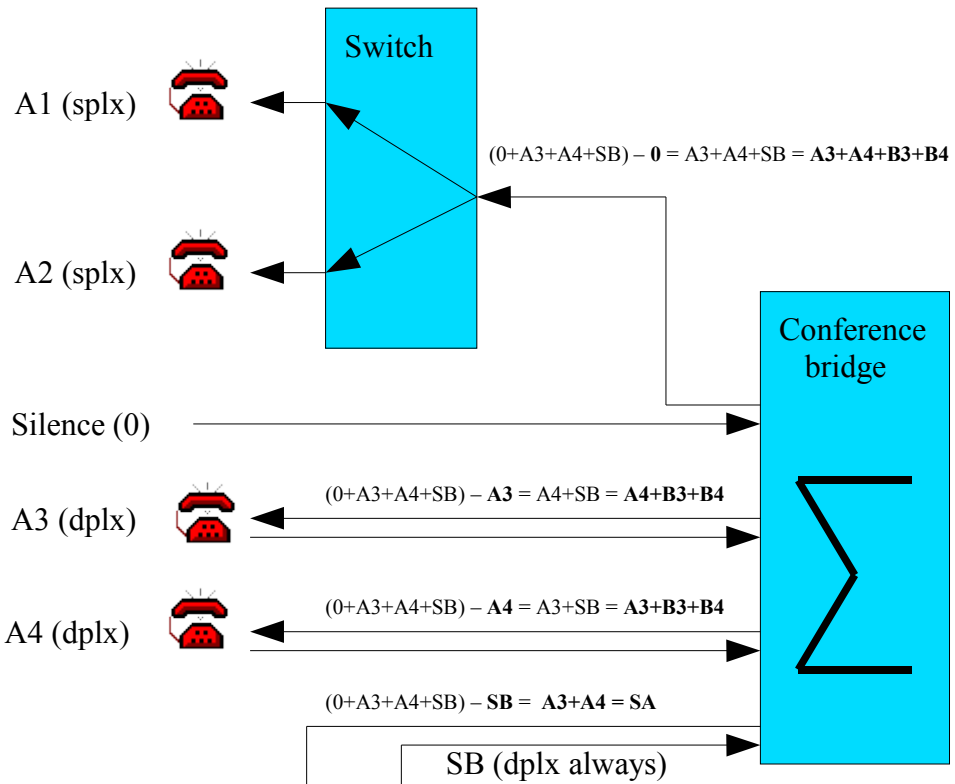 Switch
A1 (splx)
(0+A3+A4+SB) – 0 = A3+A4+SB = A3+A4+B3+B4
A2 (splx)
Conference
bridge
Silence (0)
(0+A3+A4+SB) – A3 = A4+SB = A4+B3+B4
A3 (dplx)
(0+A3+A4+SB) – A4 = A3+SB = A3+B3+B4
A4 (dplx)
(0+A3+A4+SB) – SB = A3+A4 = SA
SB (dplx always)